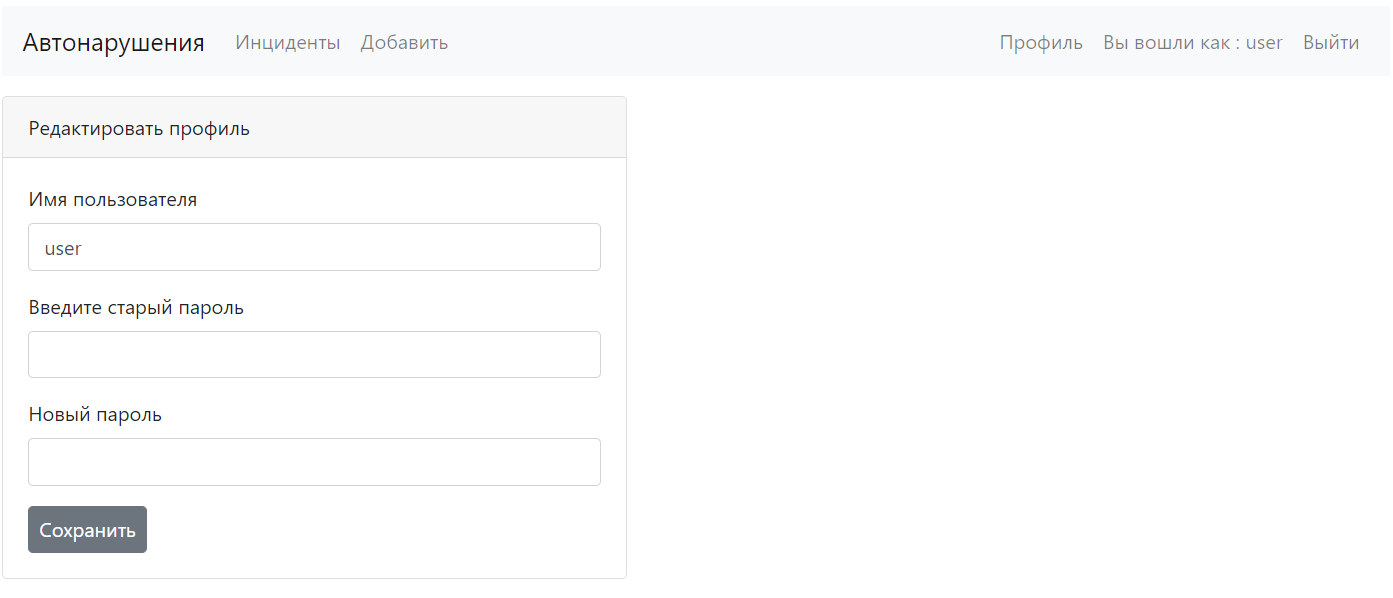 Автонарушения Инциденты Добавить Профиль Вы вошли как : user Выйти
Редактировать профиль
Имя пользователя
user
Введите старый пароль
Новый пароль
Сохранить